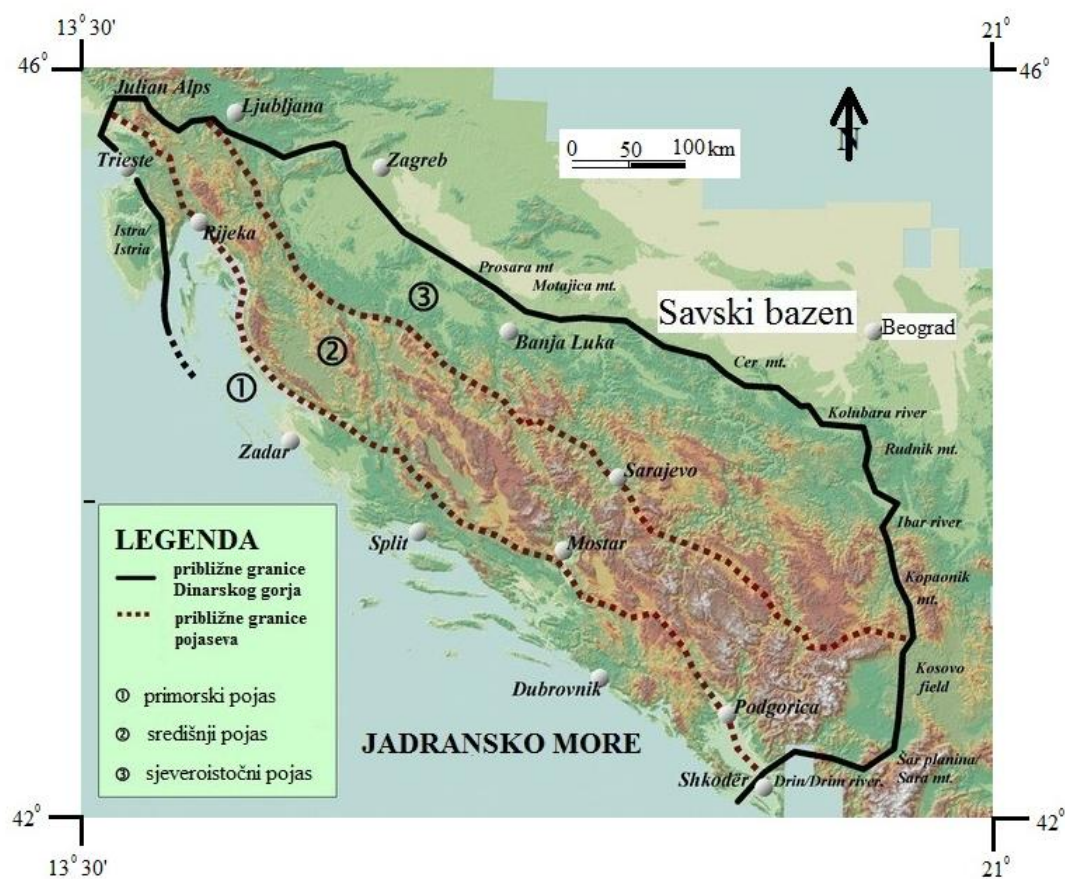 13° 30'
21°
46°
46°
Julian Alps
Ljubljana
N
0 50 100 km
Trieste
Zagreb
Istra/
Istria
Rijeka
Prosara mt
Motajica mt.
③
Savski bazen
Beograd
②
Banja Luka
①
Cer mt.
Kolubara river
Zadar
Rudnik mt.
Sarajevo
Ibar river
LEGENDA
približne granice
Dinarskog gorja
približne granice
pojaseva
① primorski pojas
② središnji pojas
③ sjeveroistočni pojas
Split
Mostar
Kopaonik
mt.
Kosovo
field
Dubrovnik
Podgorica
JADRANSKO MORE
Shkodër
Drin/Drim river.
Šar planina/
Sara mt.
42°
42°
13° 30'
21°